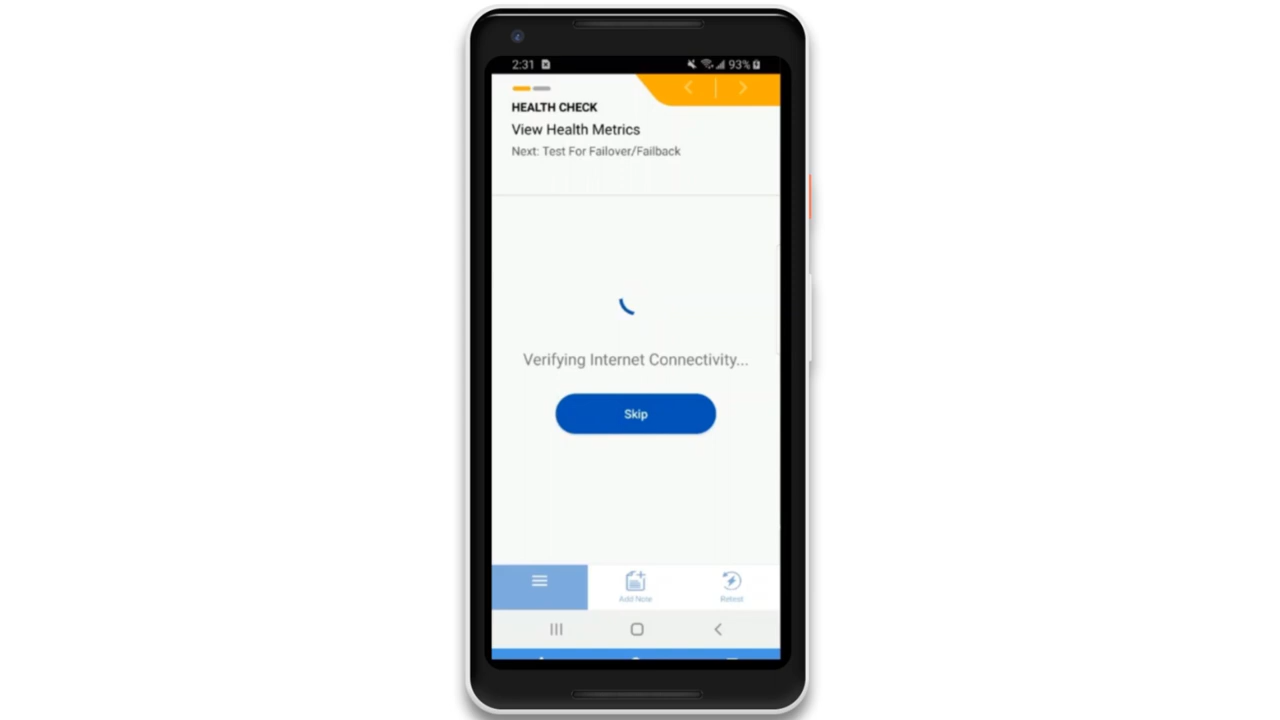 2:31 93%
HEALTH CHECK
View Health Metrics
Next: Test For Failover/Failback
Verifying Internet Connectivity...
Skip
Add Note
Retest